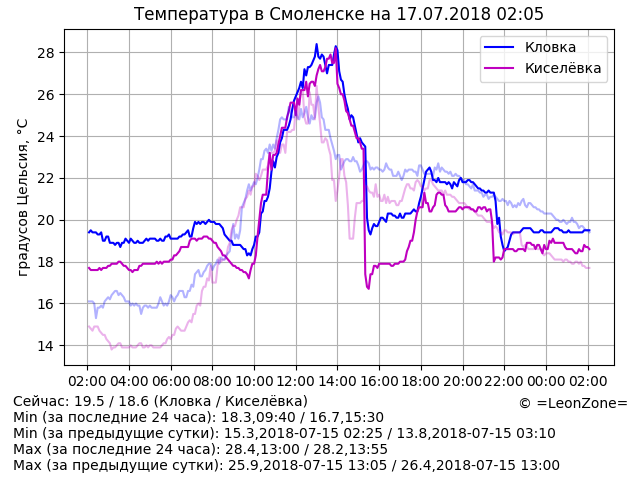 Температура в Смоленске на 17.07.2018 02:05
градусов Цельсия, °C
28
26
24
22
20
18
16
14
Кловка
Киселёвка
02:00 04:00 06:00 08:00 10:00 12:00 14:00 16:00 18:00 20:00 22:00 00:00 02:00
Сейчас: 19.5 / 18.6 (Кловка / Киселёвка)
© =LeonZone=
Min (за последние 24 часа): 18.3,09:40 / 16.7,15:30
Min (за предыдущие сутки): 15.3,2018-07-15 02:25 / 13.8,2018-07-15 03:10
Max (за последние 24 часа): 28.4,13:00 / 28.2,13:55
Max (за предыдущие сутки): 25.9,2018-07-15 13:05 / 26.4,2018-07-15 13:00